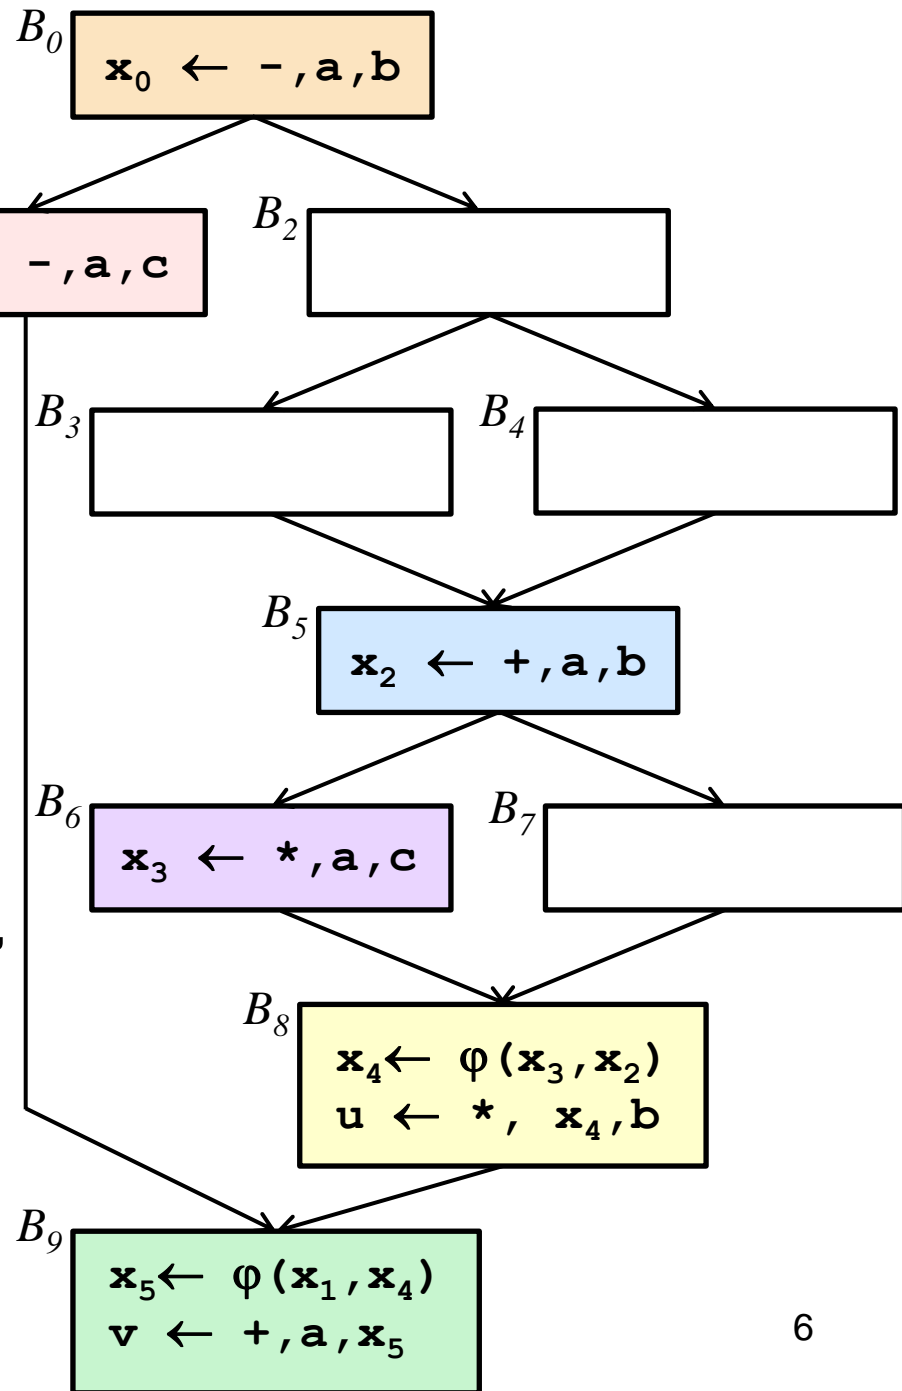 B₀
x₀ ← -,a,b
-,a,c
B₂
B₃
B₄
B₅
x₂ ← +,a,b
B₆
x₃ ← *,a,c
B₇
B₈
x₄← φ(x₃,x₂)
u ← *, x₄,b
B₉
x₅← φ(x₁,x₄)
v ← +,a,x₅
6